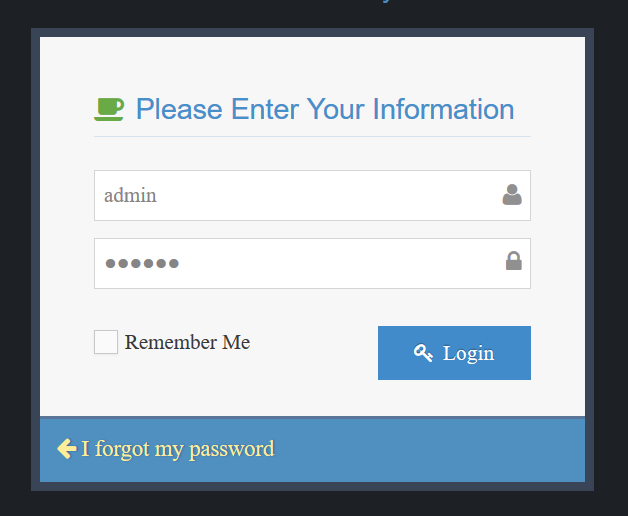 Please Enter Your Information
admin
●●●●●●
Remember Me
Login
I forgot my password